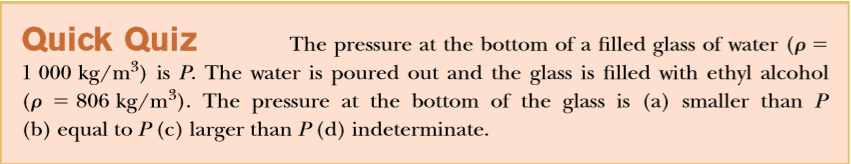 Quick Quiz The pressure at the bottom of a filled glass of water (ρ =
1 000 kg/m³) is P. The water is poured out and the glass is filled with ethyl alcohol
(ρ = 806 kg/m³). The pressure at the bottom of the glass is (a) smaller than P
(b) equal to P (c) larger than P (d) indeterminate.